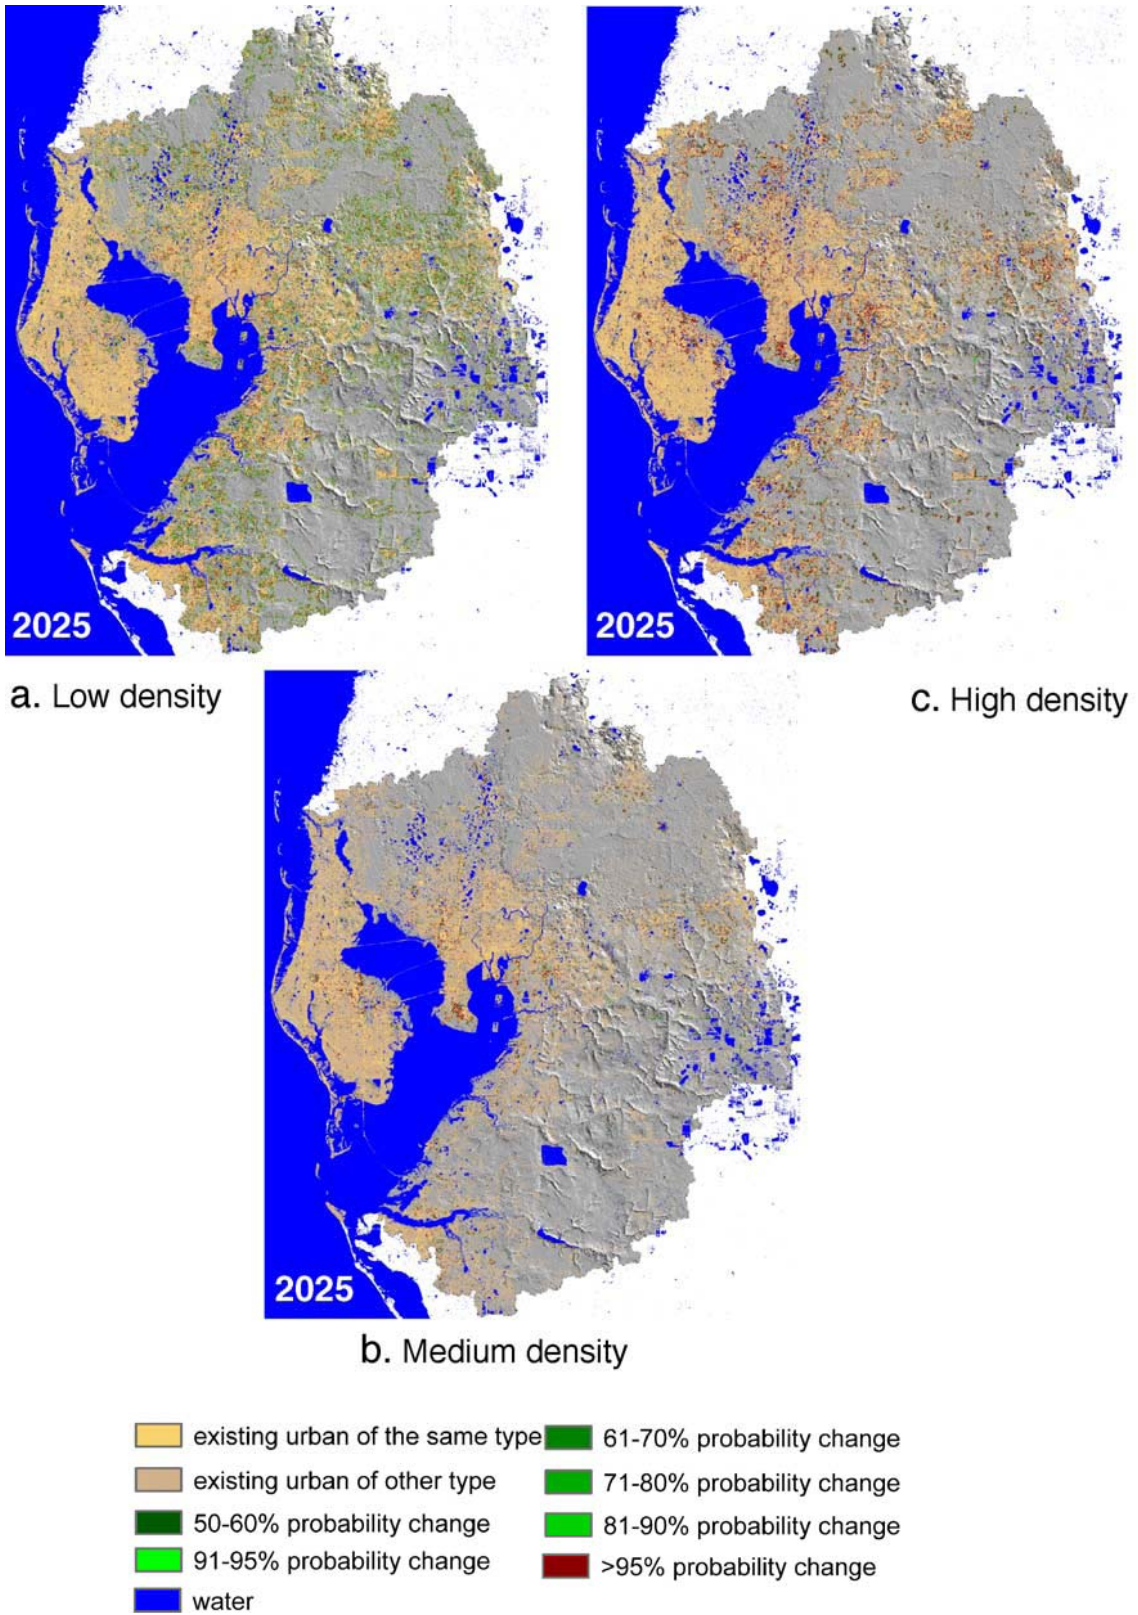 2025
2025
a. Low density
c. High density
2025
b. Medium density
existing urban of the same type
61-70% probability change
existing urban of other type
71-80% probability change
50-60% probability change
81-90% probability change
91-95% probability change
>95% probability change
water